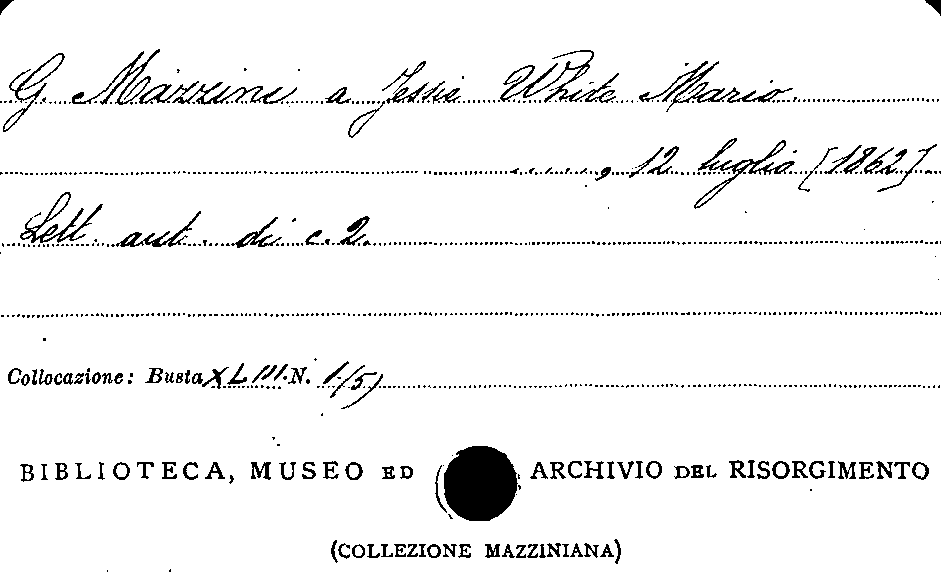 G. Mazzini a Jessie White Mario.
....., 12 luglio [1862].
Lett. aut. di c. 2.
Collocazione: Busta XLIII. N. 1(5)
BIBLIOTECA, MUSEO ED ARCHIVIO DEL RISORGIMENTO
(COLLEZIONE MAZZINIANA)